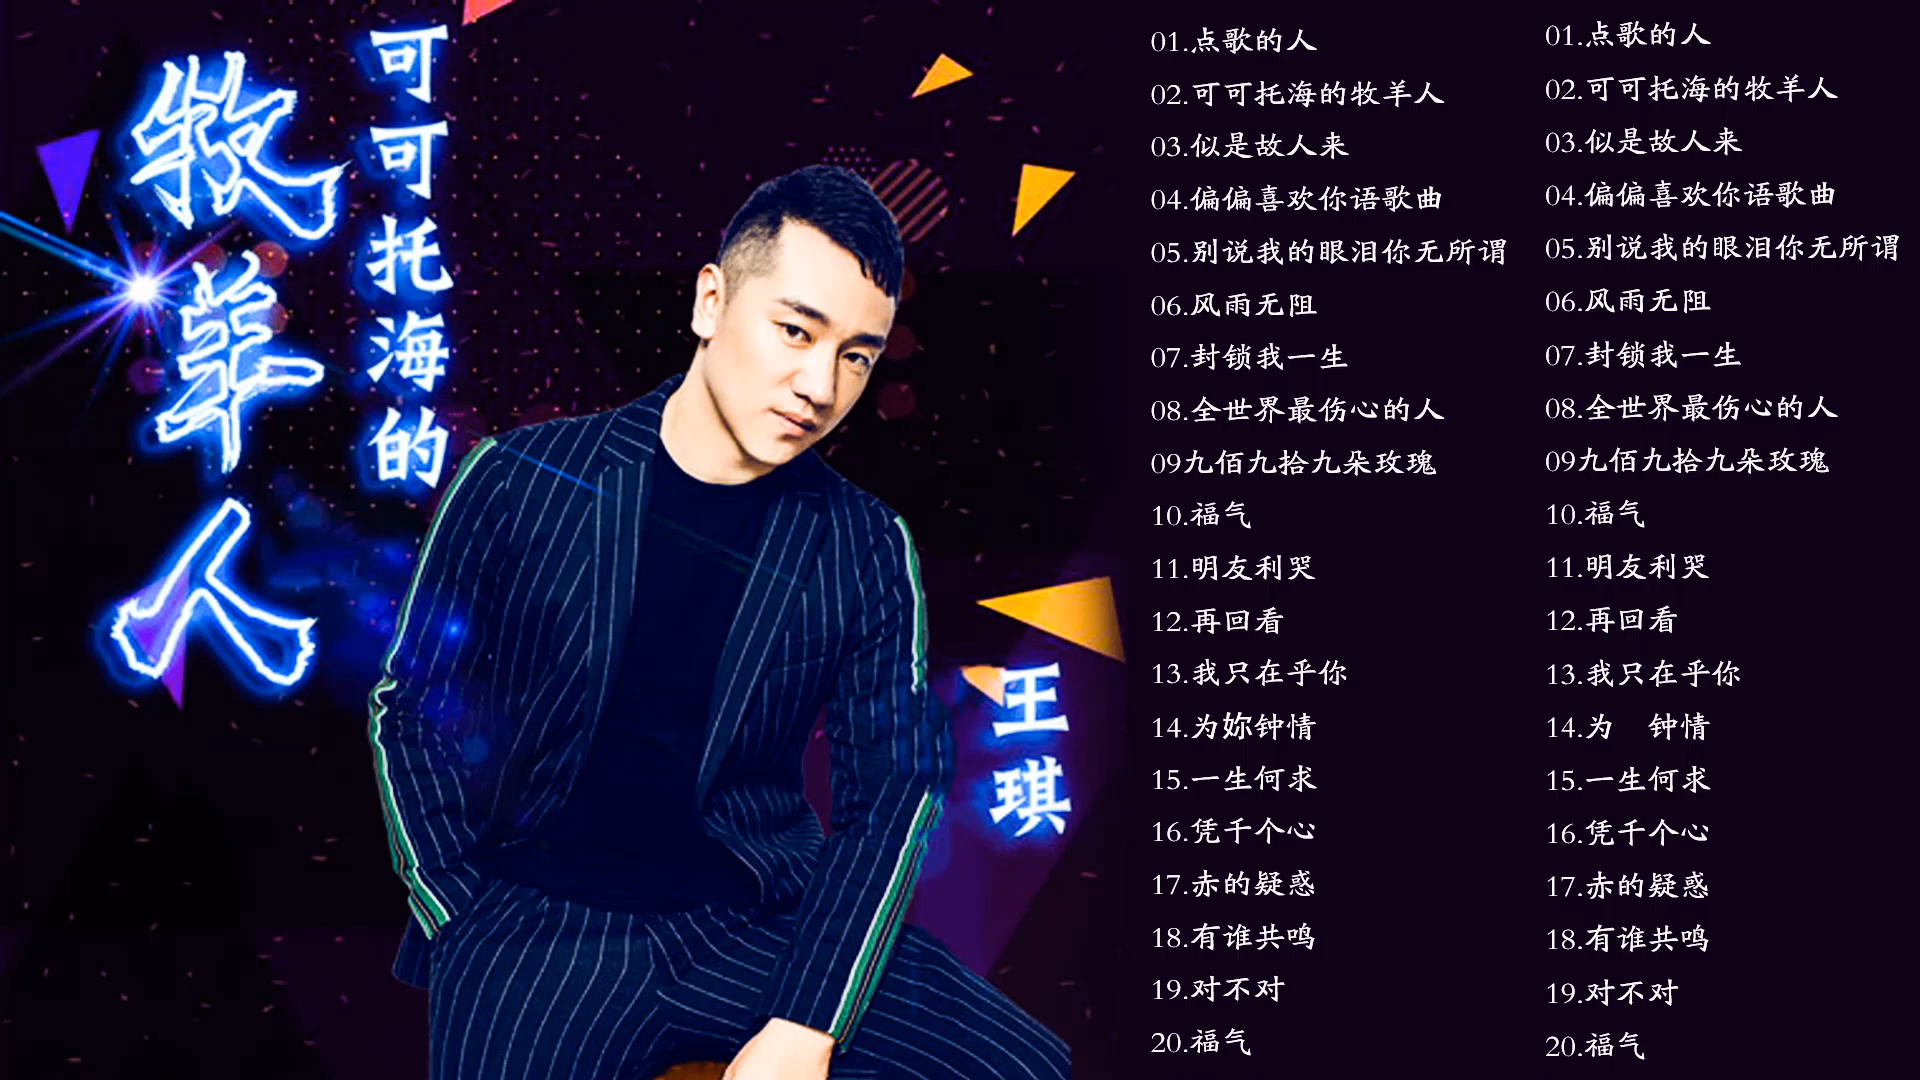 可可托海的
牧羊人
王琪
01.点歌的人
02.可可托海的牧羊人
03.似是故人来
04.偏偏喜欢你语歌曲
05.别说我的眼泪你无所谓
06.风雨无阻
07.封锁我一生
08.全世界最伤心的人
09九佰九拾九朵玫瑰
10.福气
11.明友利哭
12.再回看
13.我只在乎你
14.为妳钟情
15.一生何求
16.凭千个心
17.赤的疑惑
18.有谁共鸣
19.对不对
20.福气
01.点歌的人
02.可可托海的牧羊人
03.似是故人来
04.偏偏喜欢你语歌曲
05.别说我的眼泪你无所谓
06.风雨无阻
07.封锁我一生
08.全世界最伤心的人
09九佰九拾九朵玫瑰
10.福气
11.明友利哭
12.再回看
13.我只在乎你
14.为　钟情
15.一生何求
16.凭千个心
17.赤的疑惑
18.有谁共鸣
19.对不对
20.福气